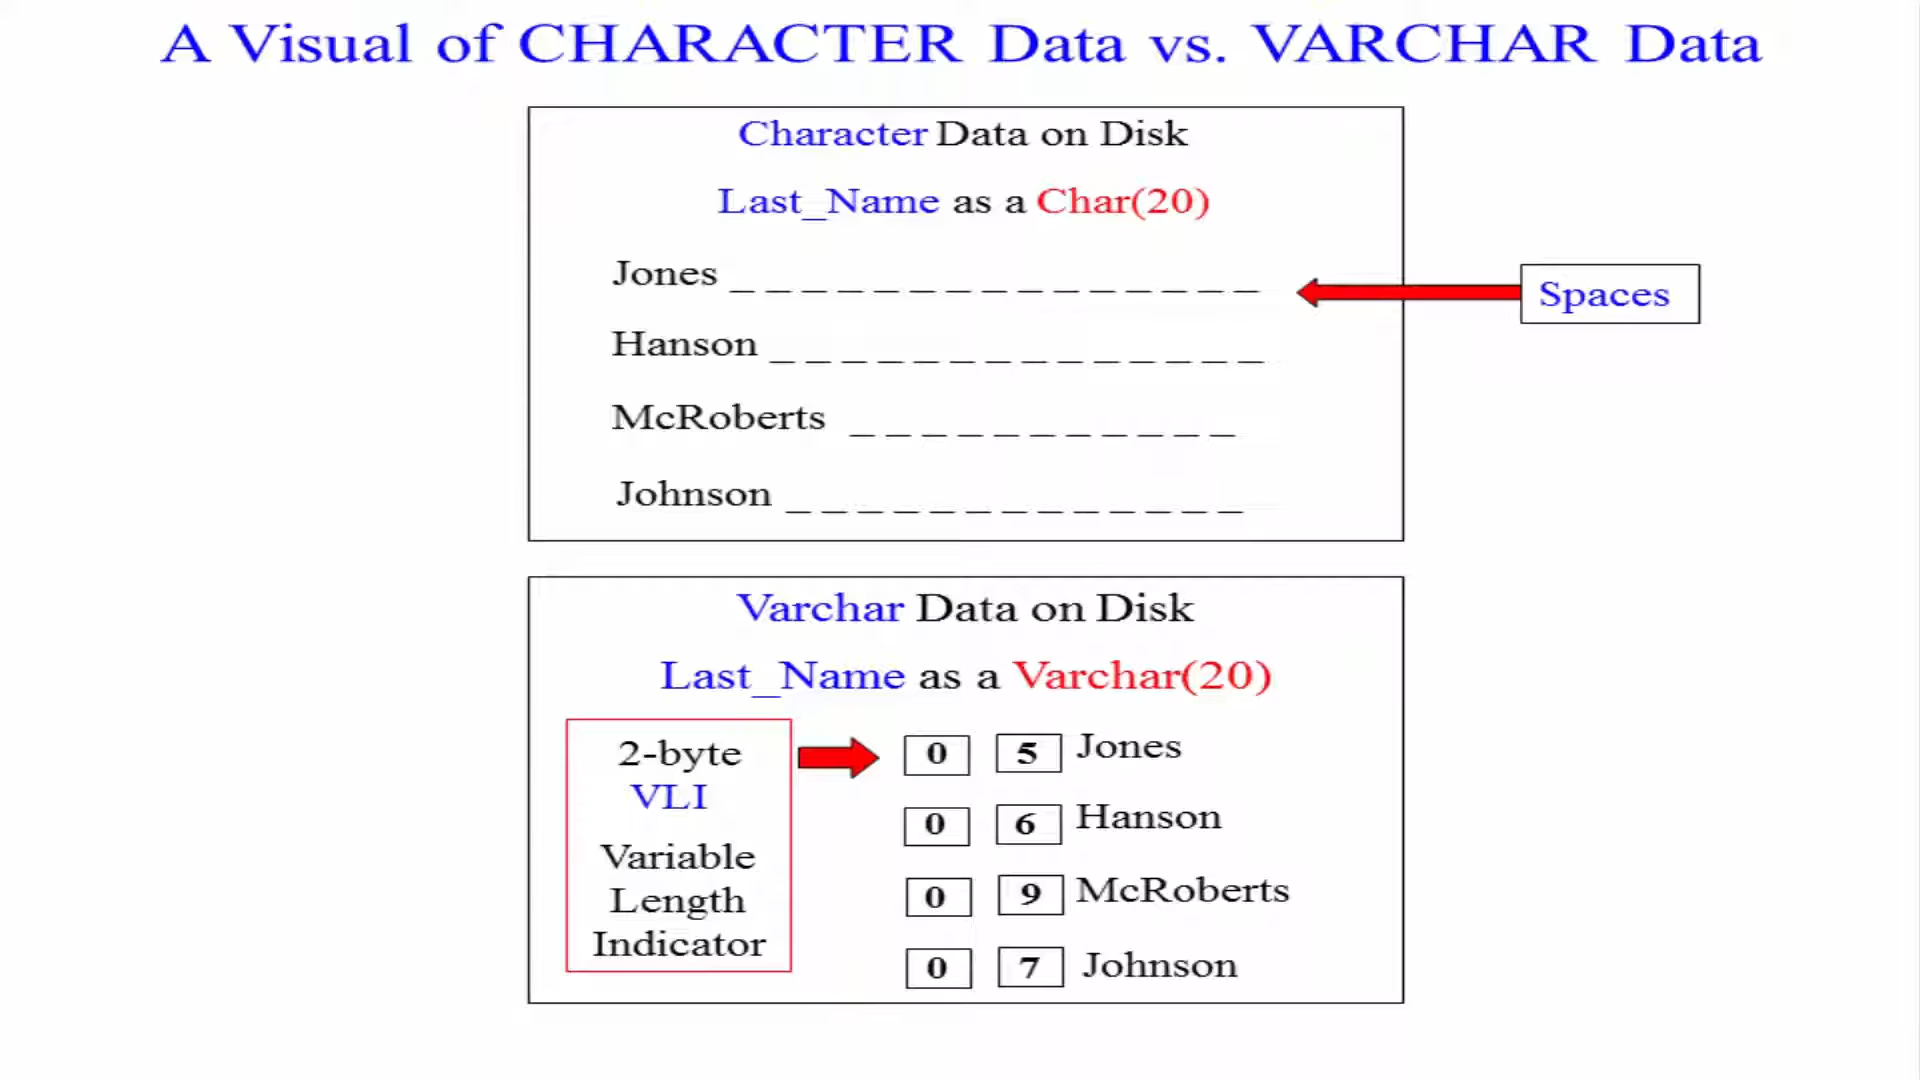 A Visual of CHARACTER Data vs. VARCHAR Data
Character Data on Disk
Last_Name as a Char(20)
Jones _ _ _ _ _ _ _ _ _ _ _ _ _ _ _
Spaces
Hanson _ _ _ _ _ _ _ _ _ _ _ _ _ _
McRoberts _ _ _ _ _ _ _ _ _ _ _
Johnson _ _ _ _ _ _ _ _ _ _ _ _ _
Varchar Data on Disk
Last_Name as a Varchar(20)
2-byte
VLI
Variable
Length
Indicator
0 5 Jones
0 6 Hanson
0 9 McRoberts
0 7 Johnson